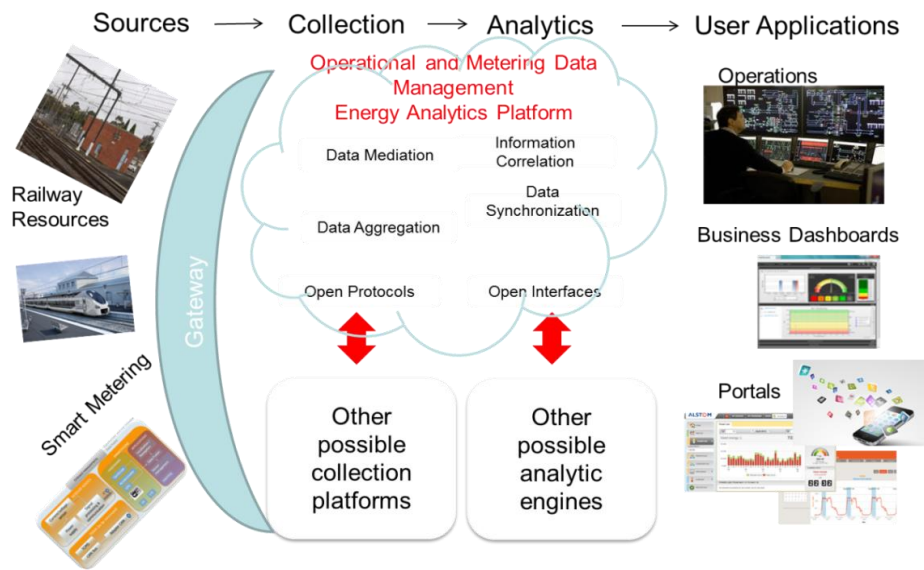 Sources
Collection
Analytics
User Applications
Operational and Metering Data
Management
Energy Analytics Platform
Data Mediation
Information
Correlation
Data
Synchronization
Data Aggregation
Open Protocols
Open Interfaces
Railway
Resources
Smart Metering
Gateway
Other
possible
collection
platforms
Other
possible
analytic
engines
Operations
Business Dashboards
Portals
ALSTOM